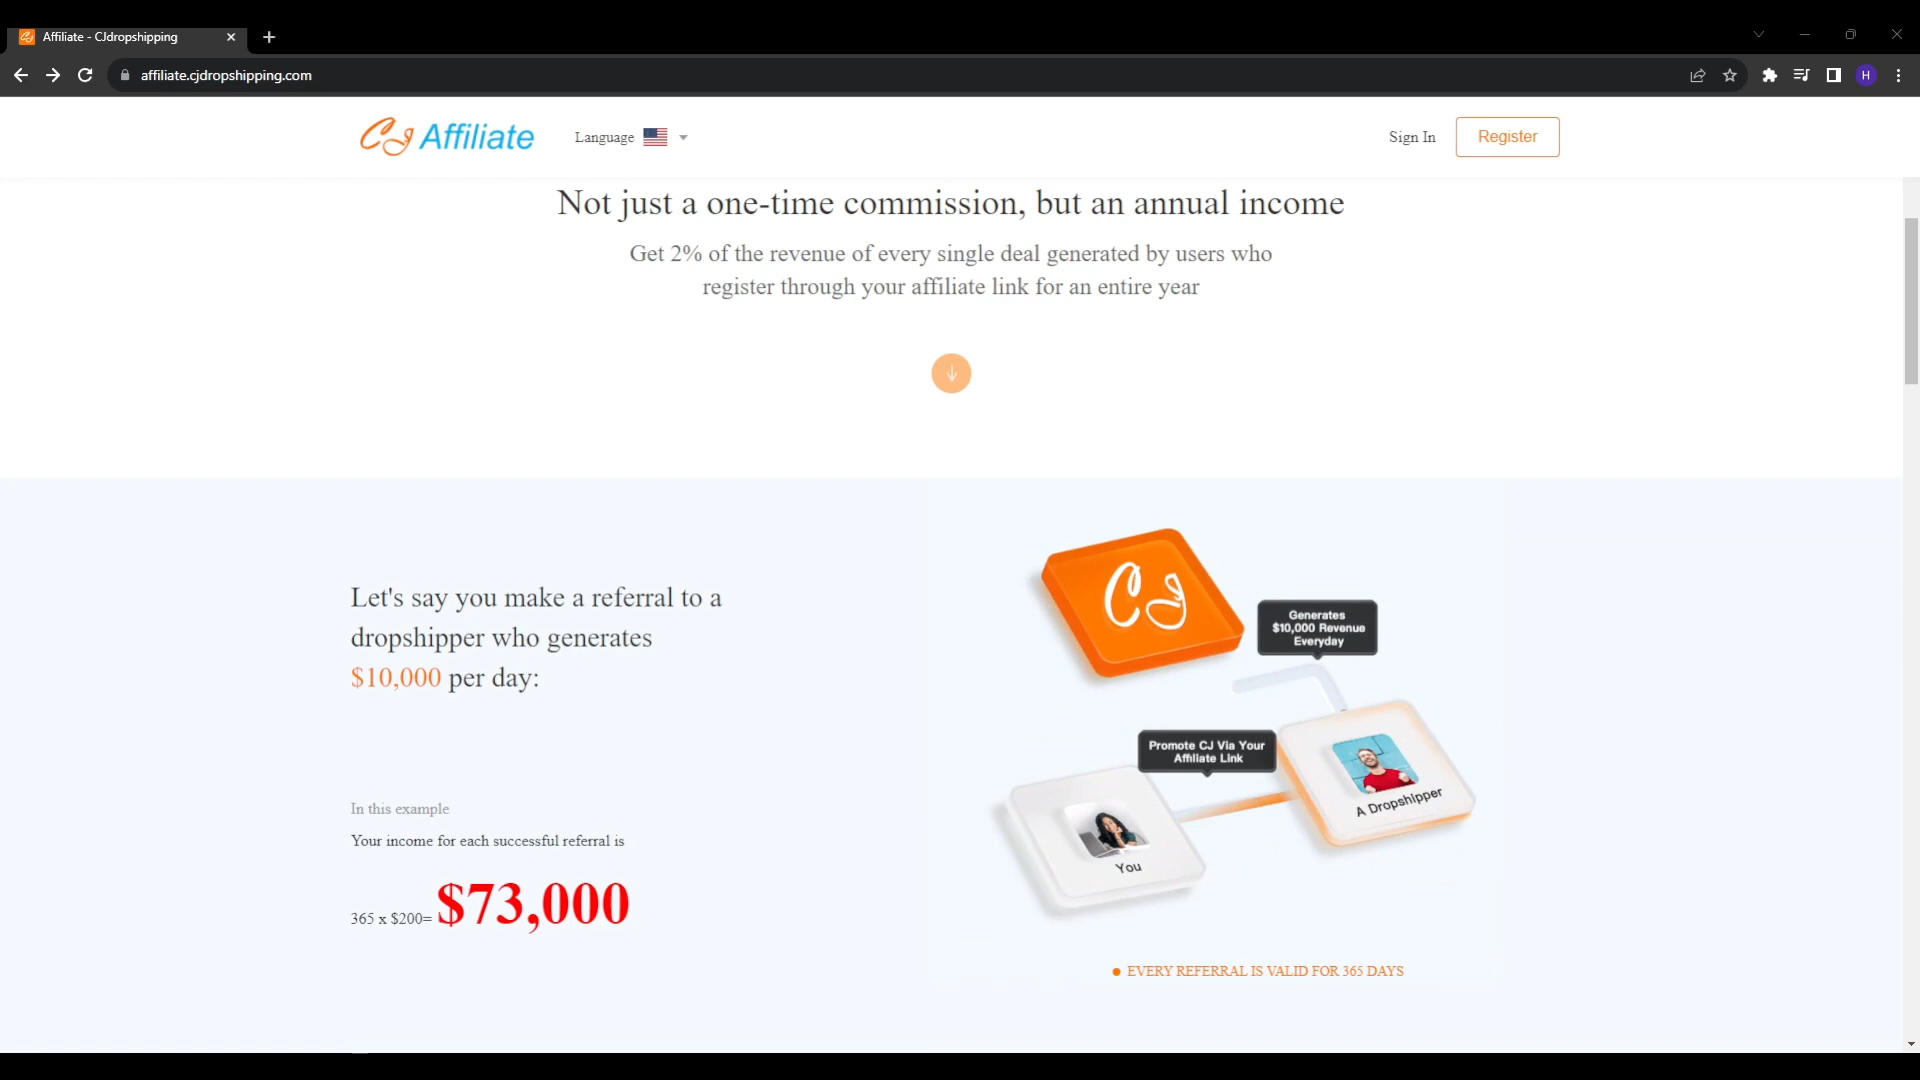 Affiliate - CJdropshipping
affiliate.cjdropshipping.com
H
CJ Affiliate
Language
Sign In
Register
Not just a one-time commission, but an annual income
Get 2% of the revenue of every single deal generated by users who
register through your affiliate link for an entire year
Let's say you make a referral to a
dropshipper who generates
$10,000 per day:
In this example
Your income for each successful referral is
365 x $200= $73,000
CJ
Generates
$10,000 Revenue
Everyday
Promote CJ Via Your
Affiliate Link
A Dropshipper
You
EVERY REFERRAL IS VALID FOR 365 DAYS